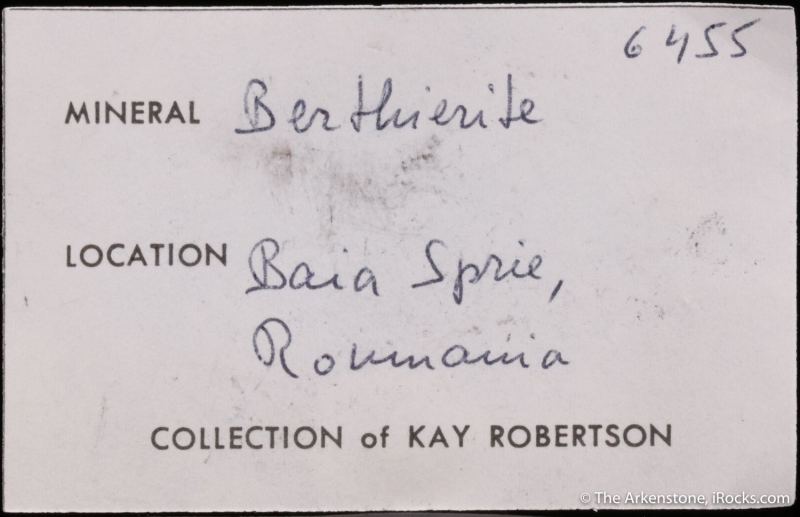 6455
MINERAL Berthierite
LOCATION Baia Sprie,
Roumania
COLLECTION of KAY ROBERTSON
© The Arkenstone, iRocks.com